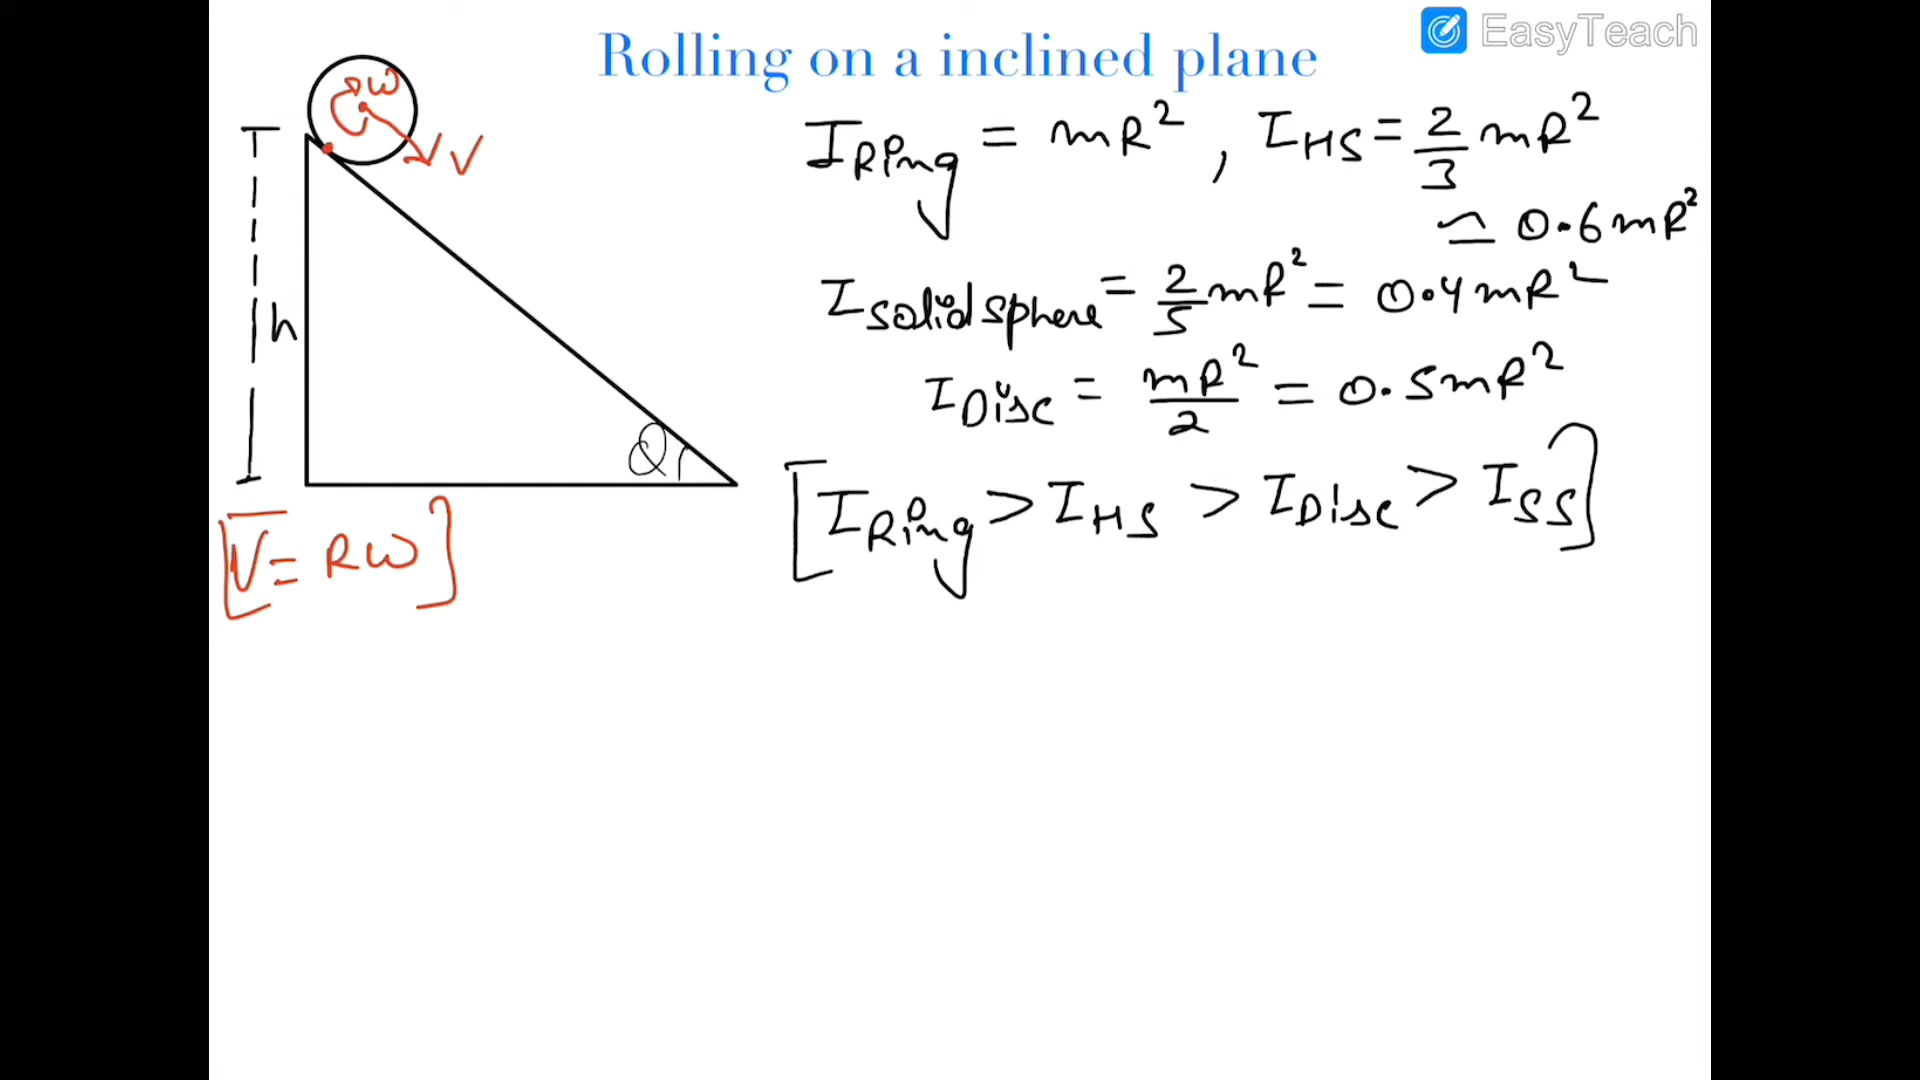 EasyTeach
Rolling on a inclined plane
ω
V
h
θ
[V = Rω]
I_Ring = mR², I_HS = 2/3 mR²
≃ 0.6mR²
I_solid sphere = 2/5 mR² = 0.4mR²
I_Disc = mR²/2 = 0.5mR²
[I_Ring > I_HS > I_Disc > I_SS]